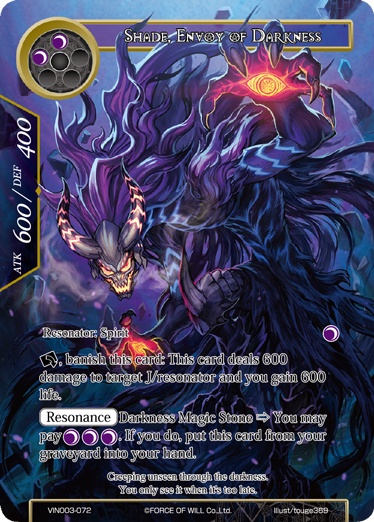 Shade, Envoy of Darkness
ATK 600 / DEF 400
Resonator: Spirit
, banish this card: This card deals 600
damage to target J/resonator and you gain 600
life.
Resonance Darkness Magic Stone ⇒ You may
pay . If you do, put this card from your
graveyard into your hand.
Creeping unseen through the darkness.
You only see it when it's too late.
VIN003-072 ©FORCE OF WILL Co.,Ltd. Illust/touge369